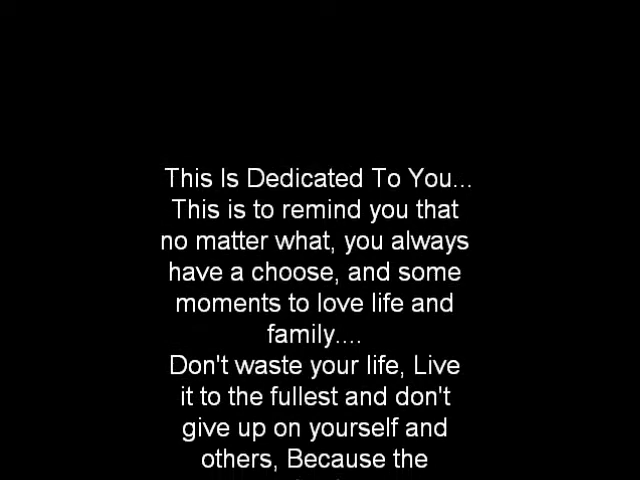 This Is Dedicated To You...
This is to remind you that
no matter what, you always
have a choose, and some
moments to love life and
family....
Don't waste your life, Live
it to the fullest and don't
give up on yourself and
others, Because the